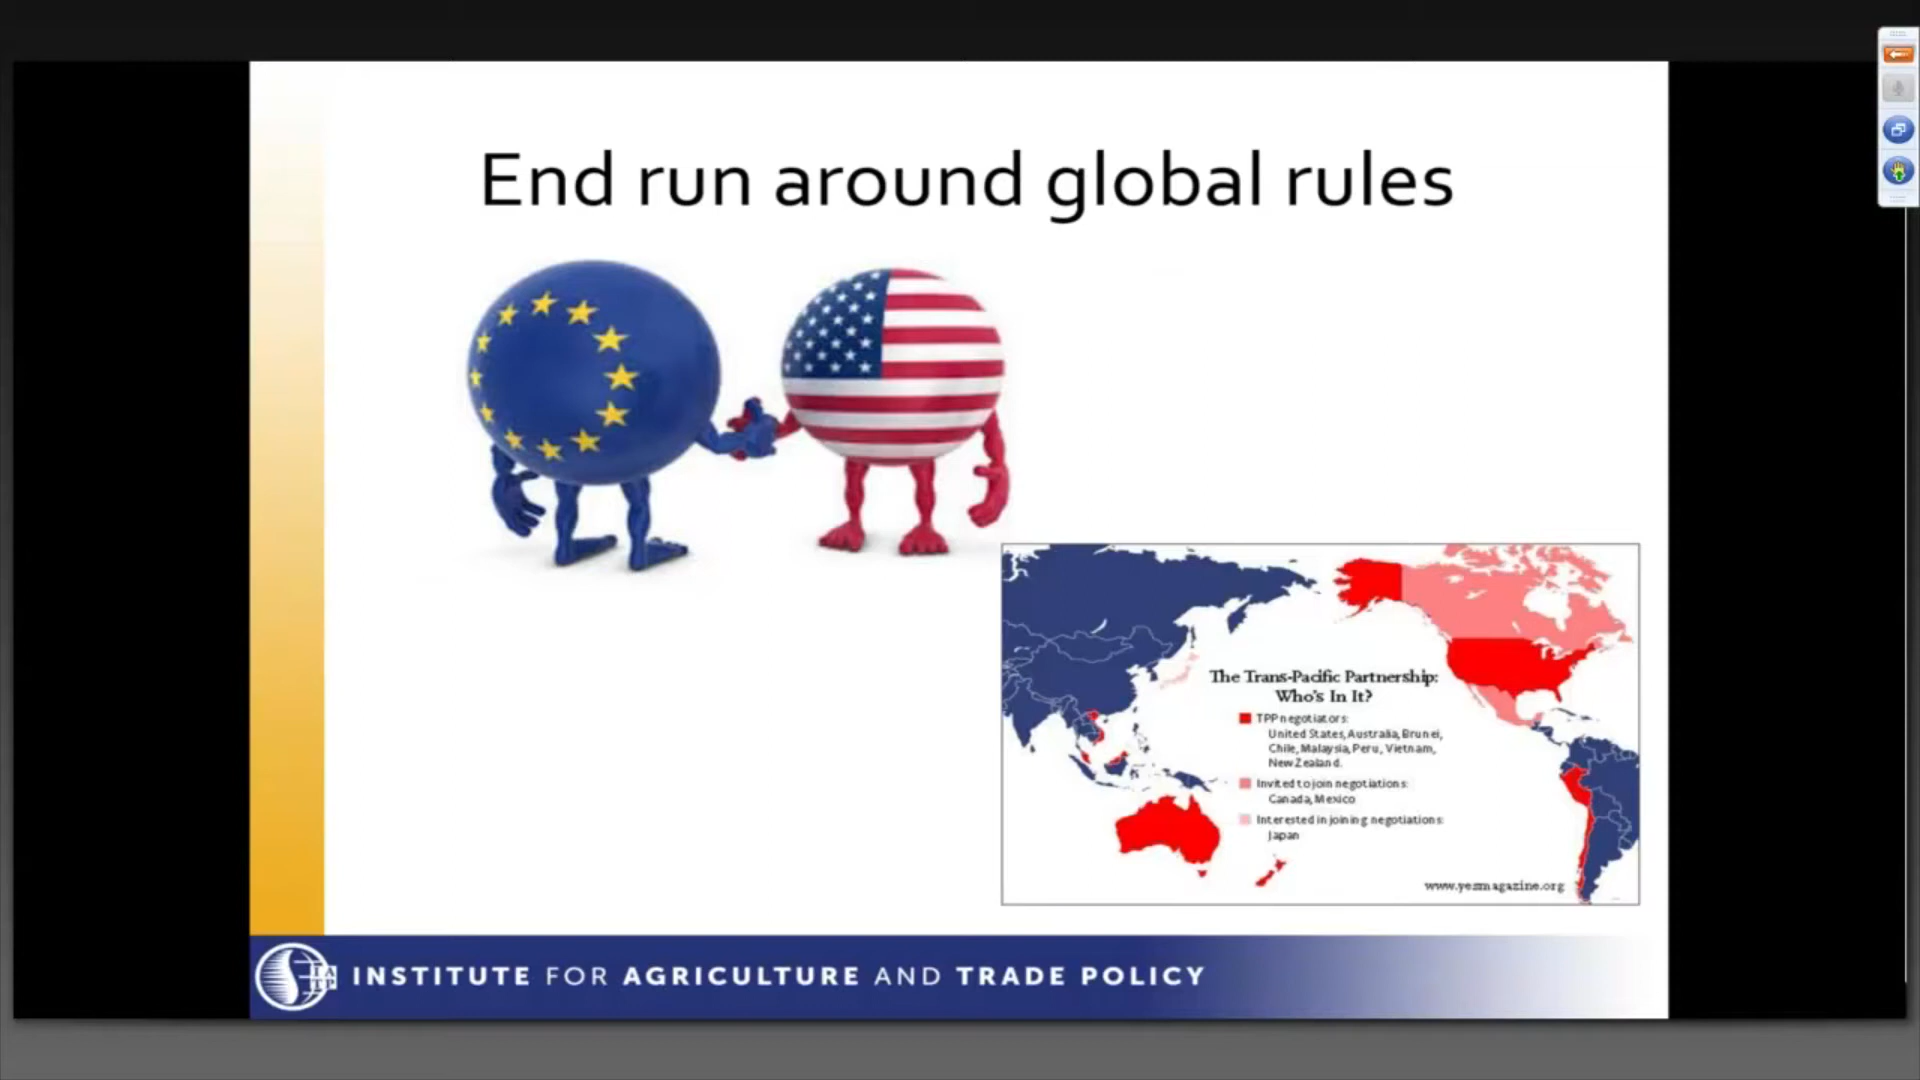 End run around global rules
The Trans-Pacific Partnership:
Who's In It?
TPP negotiators:
United States, Australia, Brunei,
Chile, Malaysia, Peru, Vietnam,
New Zealand.
Invited to join negotiations:
Canada, Mexico
Interested in joining negotiations:
Japan
www.yesmagazine.org
IA
TP
INSTITUTE FOR AGRICULTURE AND TRADE POLICY